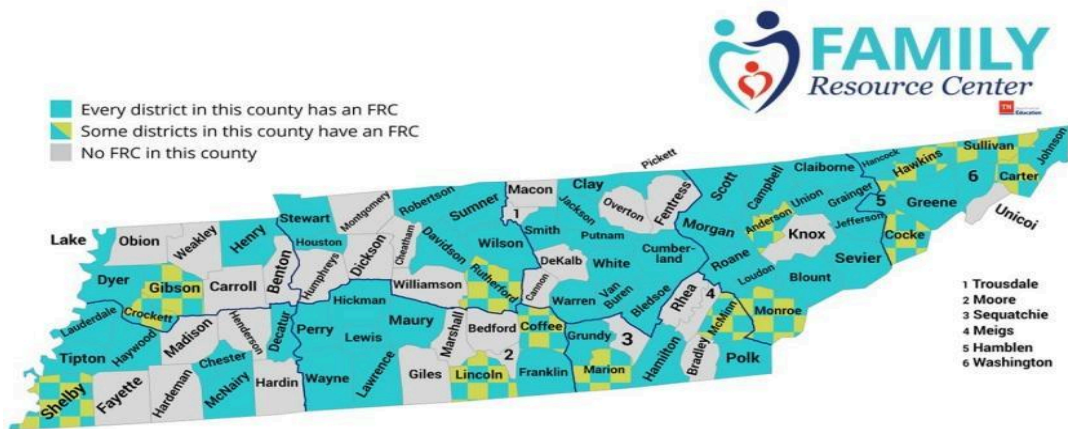 FAMILY
Resource Center
TN
Education
Every district in this county has an FRC
Some districts in this county have an FRC
No FRC in this county
Lake
Obion
Weakley
Henry
Stewart
Montgomery
Robertson
Sumner
Macon
Clay
Pickett
Scott
Campbell
Claiborne
Hancock
Hawkins
Sullivan
Johnson
Carter
Unicoi
6
Greene
5
Grainger
Union
Anderson
Morgan
Fentress
Overton
Jackson
1
Smith
Putnam
Wilson
Davidson
Cheatham
Dickson
Houston
Humphreys
Benton
Carroll
Gibson
Dyer
Crockett
Lauderdale
Tipton
Haywood
Madison
Henderson
Decatur
Perry
Hickman
Lewis
Maury
Williamson
Rutherford
Cannon
DeKalb
White
Cumber-
land
Roane
Loudon
Knox
Jefferson
Cocke
Sevier
Blount
Monroe
McMinn
4
Rhea
Bledsoe
Van
Buren
Warren
Coffee
Bedford
Marshall
2
Grundy
3
Hamilton
Bradley
Polk
Marion
Franklin
Lincoln
Giles
Lawrence
Wayne
Hardin
McNairy
Chester
Hardeman
Fayette
Shelby
1 Trousdale
2 Moore
3 Sequatchie
4 Meigs
5 Hamblen
6 Washington